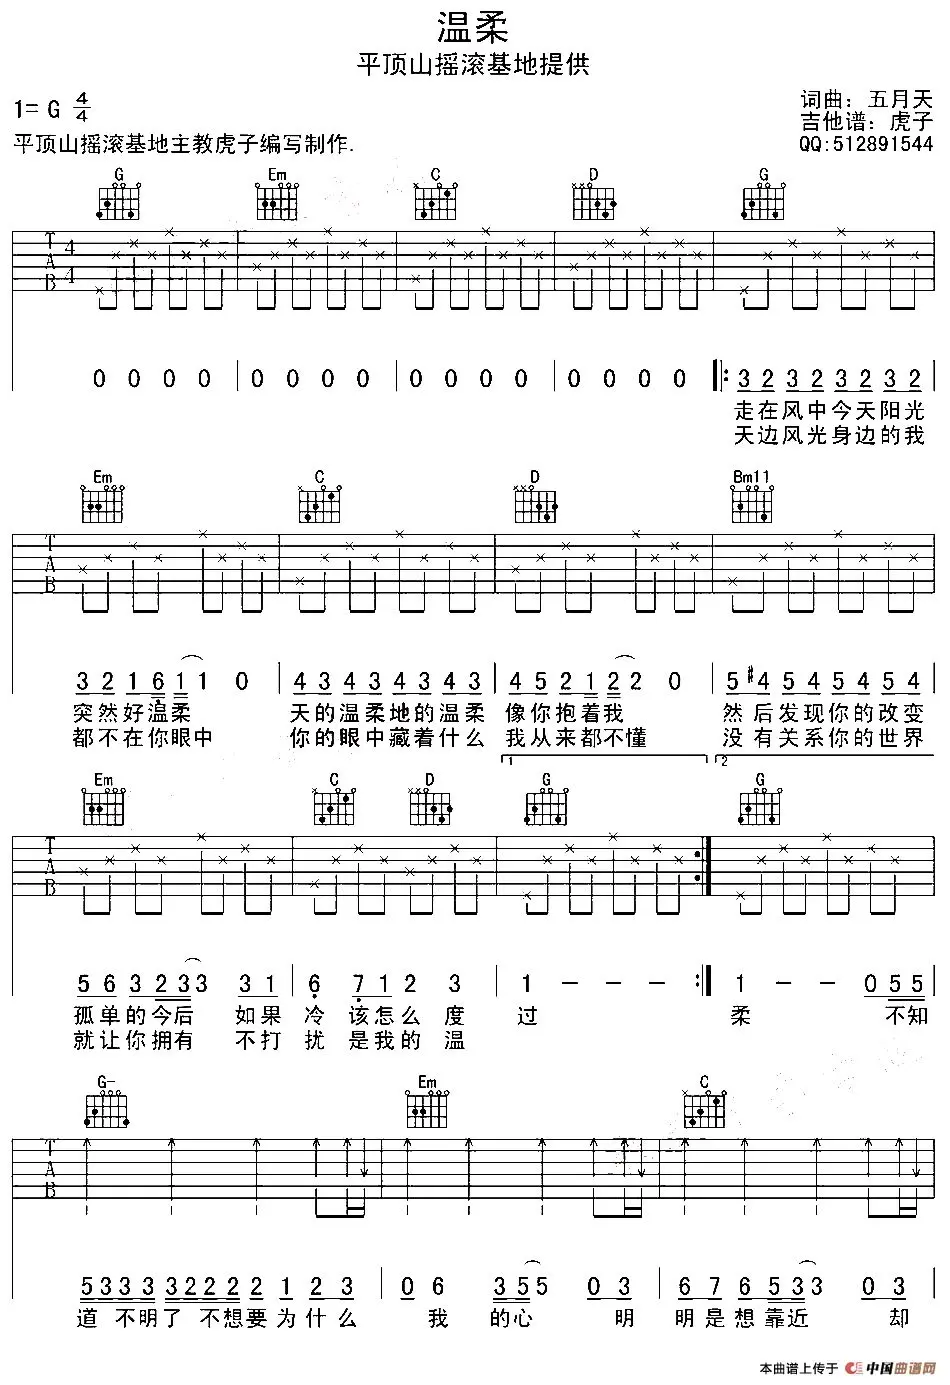 温柔
平顶山摇滚基地提供
1= G 4/4
词曲：五月天
吉他谱：虎子
平顶山摇滚基地主教虎子编写制作.
QQ:512891544
G Em C D G
T A B 4 4
0 0 0 0 0 0 0 0 0 0 0 0 0 0 0 0 3 2 3 2 3 2 3 2
走在风中今天阳光
天边风光身边的我
Em C D Bm11
T A B
3 2 1 6 1 1 0 4 3 4 3 4 3 4 3 4 5 2 1 2 2 0 5 #4 5 4 5 4 5 4
突然好温柔 天的温柔地的温柔 像你抱着我 然后发现你的改变
都不在你眼中 你的眼中藏着什么 我从来都不懂 没有关系你的世界
1 2
Em C D G G
T A B
5 6 3 2 3 3 3 1 6 7 1 2 3 1 - - - 1 - - 0 5 5
孤单的今后 如果 冷 该怎么 度 过 柔 不知
就让你拥有 不打 扰 是我的 温
G- Em C
T A B
5 3 3 3 3 2 2 2 2 1 2 3 0 6 3 5 5 0 3 6 7 6 5 3 3 0 3
道 不明了 不想要为什么 我 的心 明 明是想靠近 却
本曲谱上传于 中国曲谱网